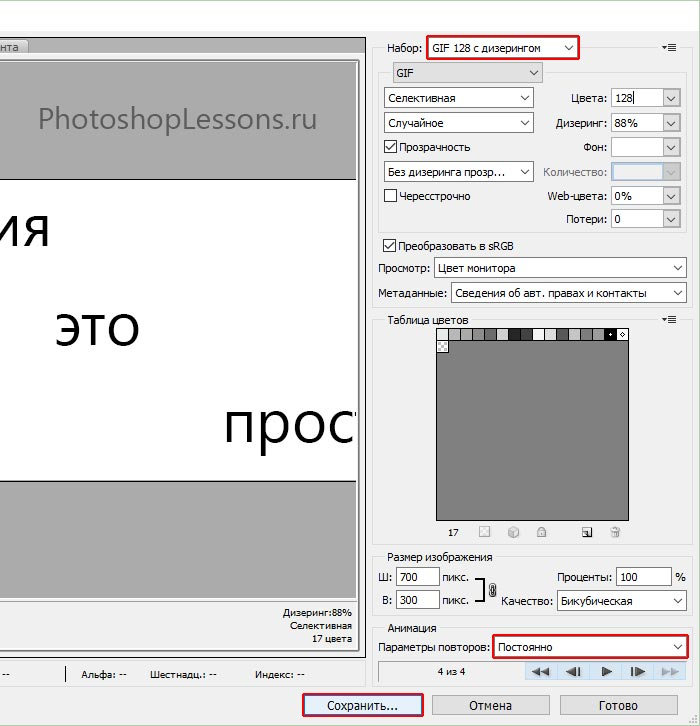 нта
PhotoshopLessons.ru
ия
это
прос
Дизеринг:88%
Селективная
17 цвета
-- Альфа: -- Шестнадц.: -- Индекс: --
Набор: GIF 128 с дизерингом
GIF
Селективная Цвета: 128
Случайное Дизеринг: 88%
Прозрачность Фон:
Без дизеринга прозр... Количество:
Чересстрочно Web-цвета: 0%
Потери: 0
Преобразовать в sRGB
Просмотр: Цвет монитора
Метаданные: Сведения об авт. правах и контакты
Таблица цветов
17
Размер изображения
Ш: 700 пикс. Проценты: 100 %
В: 300 пикс. Качество: Бикубическая
Анимация
Параметры повторов: Постоянно
4 из 4
Сохранить... Отмена Готово